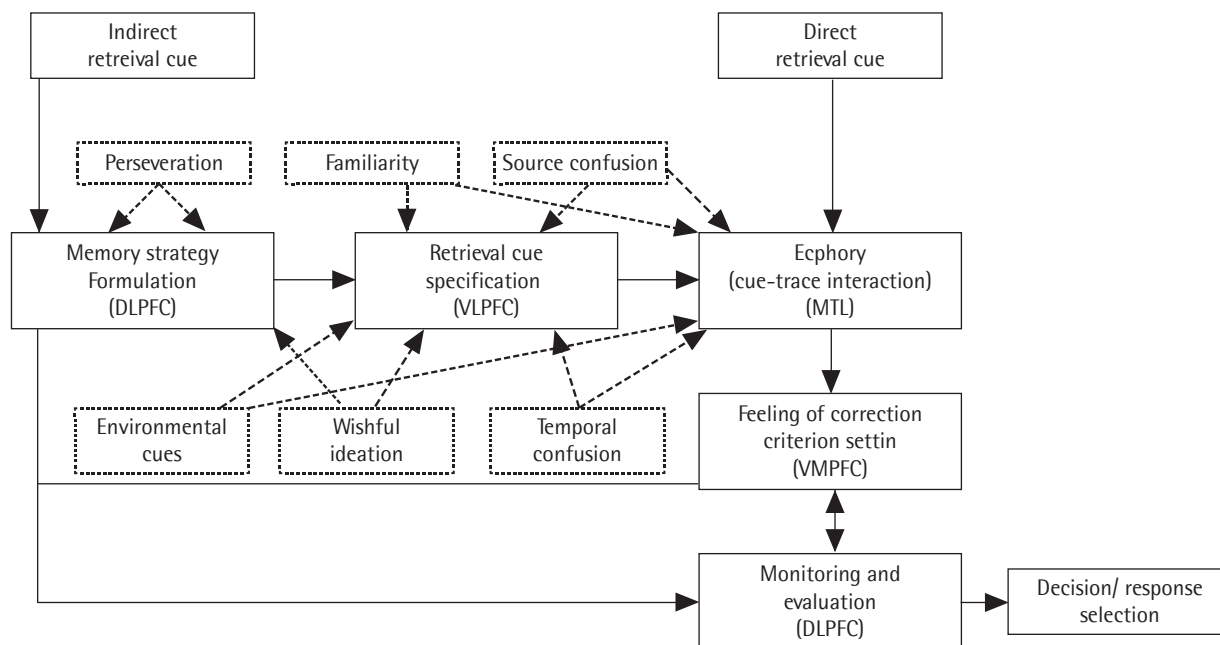 Indirect
retreival cue
Direct
retrieval cue
Perseveration
Familiarity
Source confusion
Memory strategy
Formulation
(DLPFC)
Retrieval cue
specification
(VLPFC)
Ecphory
(cue-trace interaction)
(MTL)
Environmental
cues
Wishful
ideation
Temporal
confusion
Feeling of correction
criterion settin
(VMPFC)
Monitoring and
evaluation
(DLPFC)
Decision/ response
selection